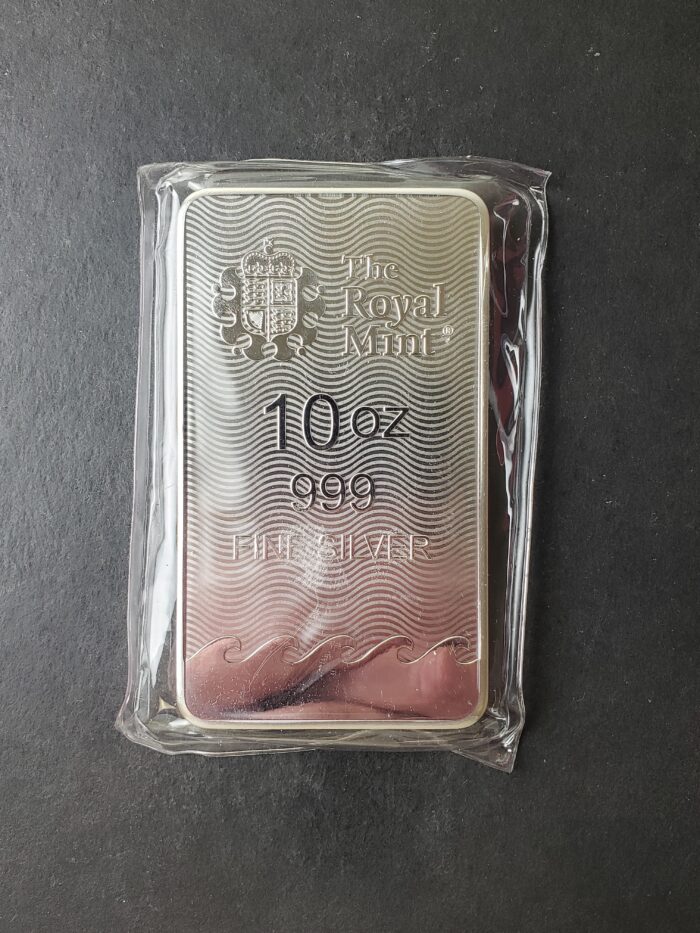 The
Royal
Mint®
10 oz
999
FINE SILVER